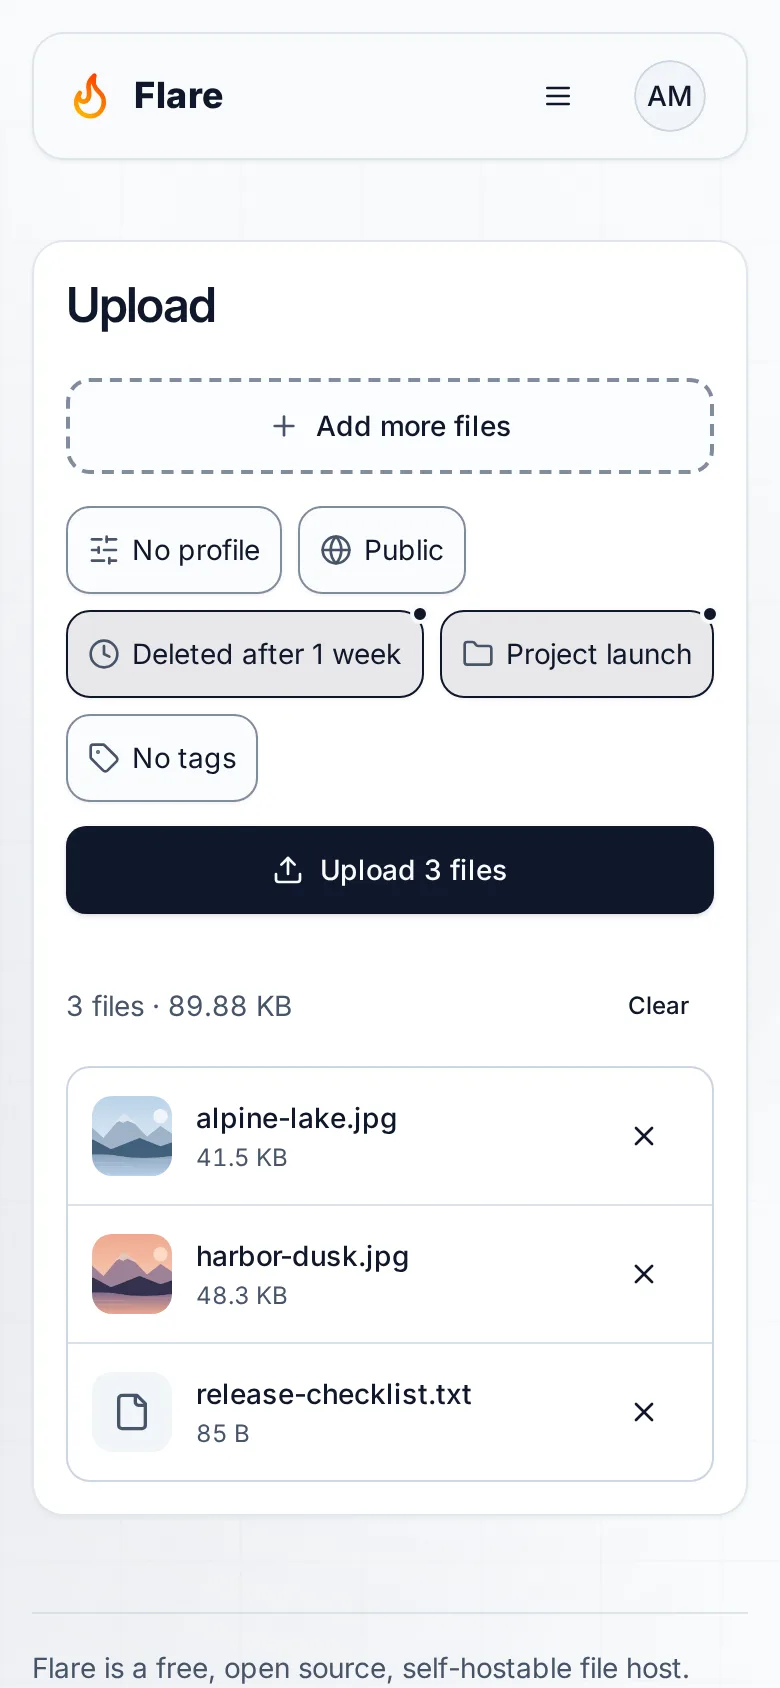 Flare
AM
Upload
Add more files
No profile
Public
Deleted after 1 week
Project launch
No tags
Upload 3 files
3 files · 89.88 KB
Clear
alpine-lake.jpg
41.5 KB
harbor-dusk.jpg
48.3 KB
release-checklist.txt
85 B
Flare is a free, open source, self-hostable file host.